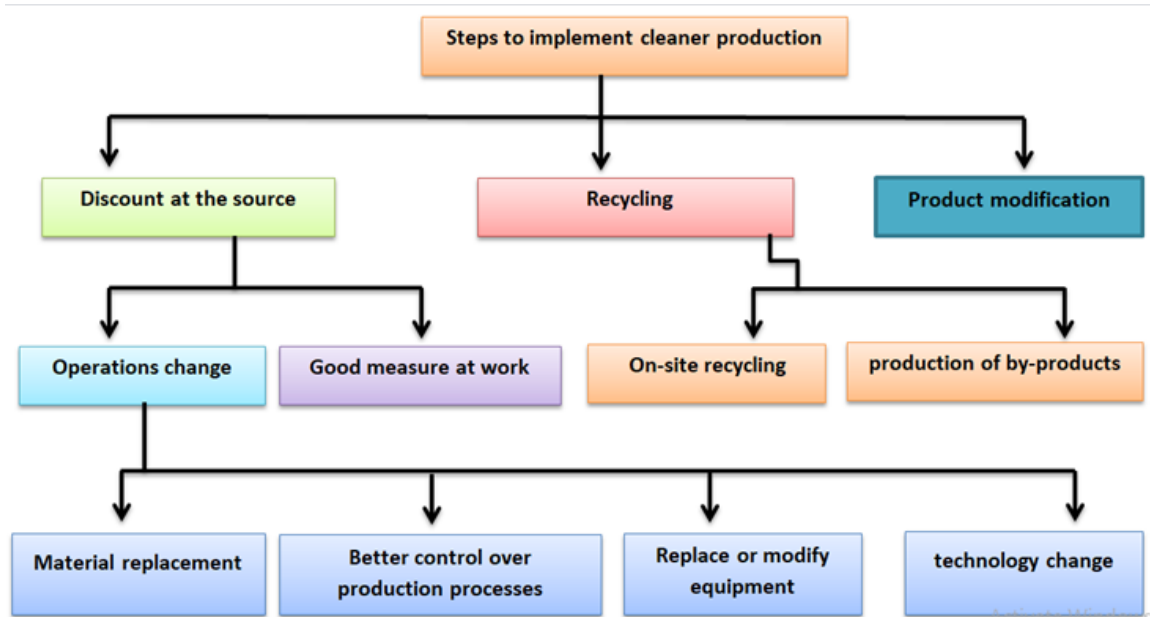 Steps to implement cleaner production
Discount at the source
Recycling
Product modification
Operations change
Good measure at work
On-site recycling
production of by-products
Material replacement
Better control over
production processes
Replace or modify
equipment
technology change